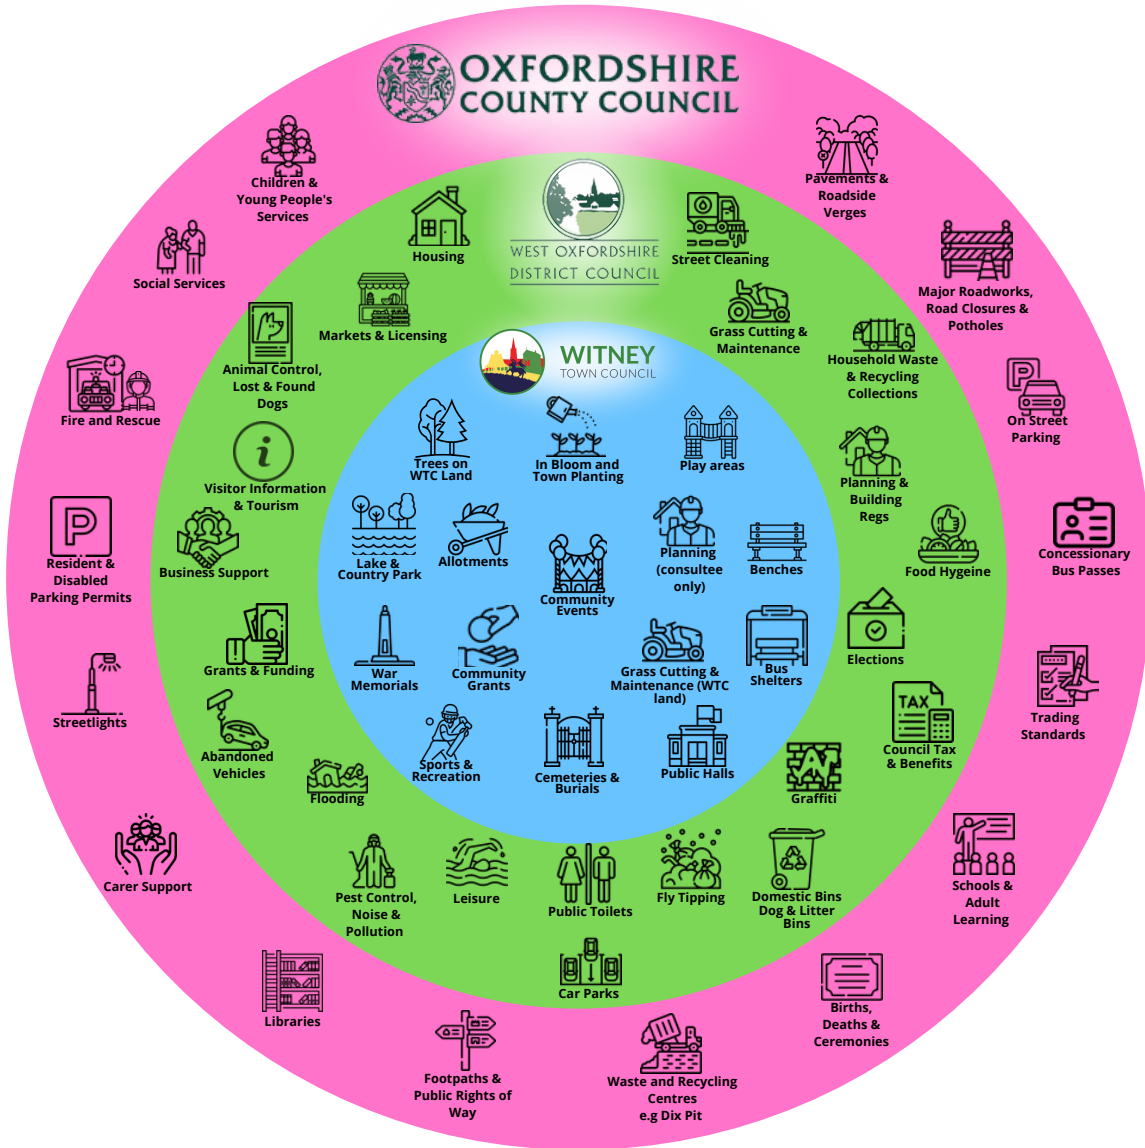 OXFORDSHIRE
COUNTY COUNCIL
Children &
Young People's
Services
Pavements &
Roadside
Verges
Social Services
Major Roadworks,
Road Closures &
Potholes
Fire and Rescue
P
On Street
Parking
P
Resident &
Disabled
Parking Permits
Concessionary
Bus Passes
Streetlights
Trading
Standards
Carer Support
Schools &
Adult
Learning
Libraries
Births,
Deaths &
Ceremonies
Footpaths &
Public Rights of
Way
Waste and Recycling
Centres
e.g Dix Pit
WEST OXFORDSHIRE
DISTRICT COUNCIL
Housing
Street Cleaning
Markets & Licensing
Grass Cutting &
Maintenance
Animal Control,
Lost & Found
Dogs
Household Waste
& Recycling
Collections
i
Visitor Information
& Tourism
Planning &
Building
Regs
Business Support
Food Hygeine
Grants & Funding
Elections
Abandoned
Vehicles
TAX
Council Tax
& Benefits
Flooding
Graffiti
Pest Control,
Noise &
Pollution
Leisure
Public Toilets
Fly Tipping
Domestic Bins
Dog & Litter
Bins
Car Parks
WITNEY
TOWN COUNCIL
Trees on
WTC Land
In Bloom and
Town Planting
Play areas
Lake &
Country Park
Allotments
Community
Events
Planning
(consultee
only)
Benches
War
Memorials
Community
Grants
Grass Cutting &
Maintenance (WTC
land)
Bus
Shelters
Sports &
Recreation
Cemeteries &
Burials
Public Halls